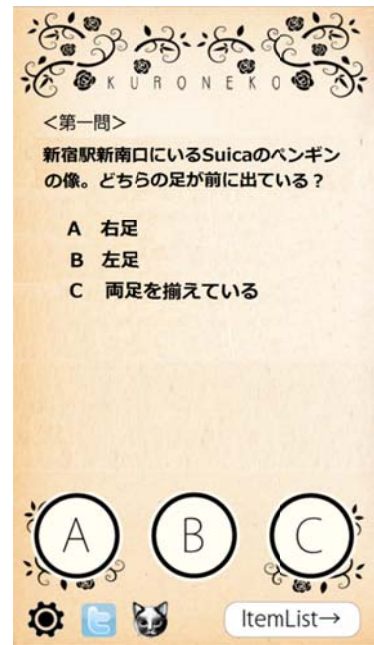 KURONEKO
<第一問>
新宿駅新南口にいるSuicaのペンギン
の像。どちらの足が前に出ている？
A 右足
B 左足
C 両足を揃えている
A B C
ItemList→